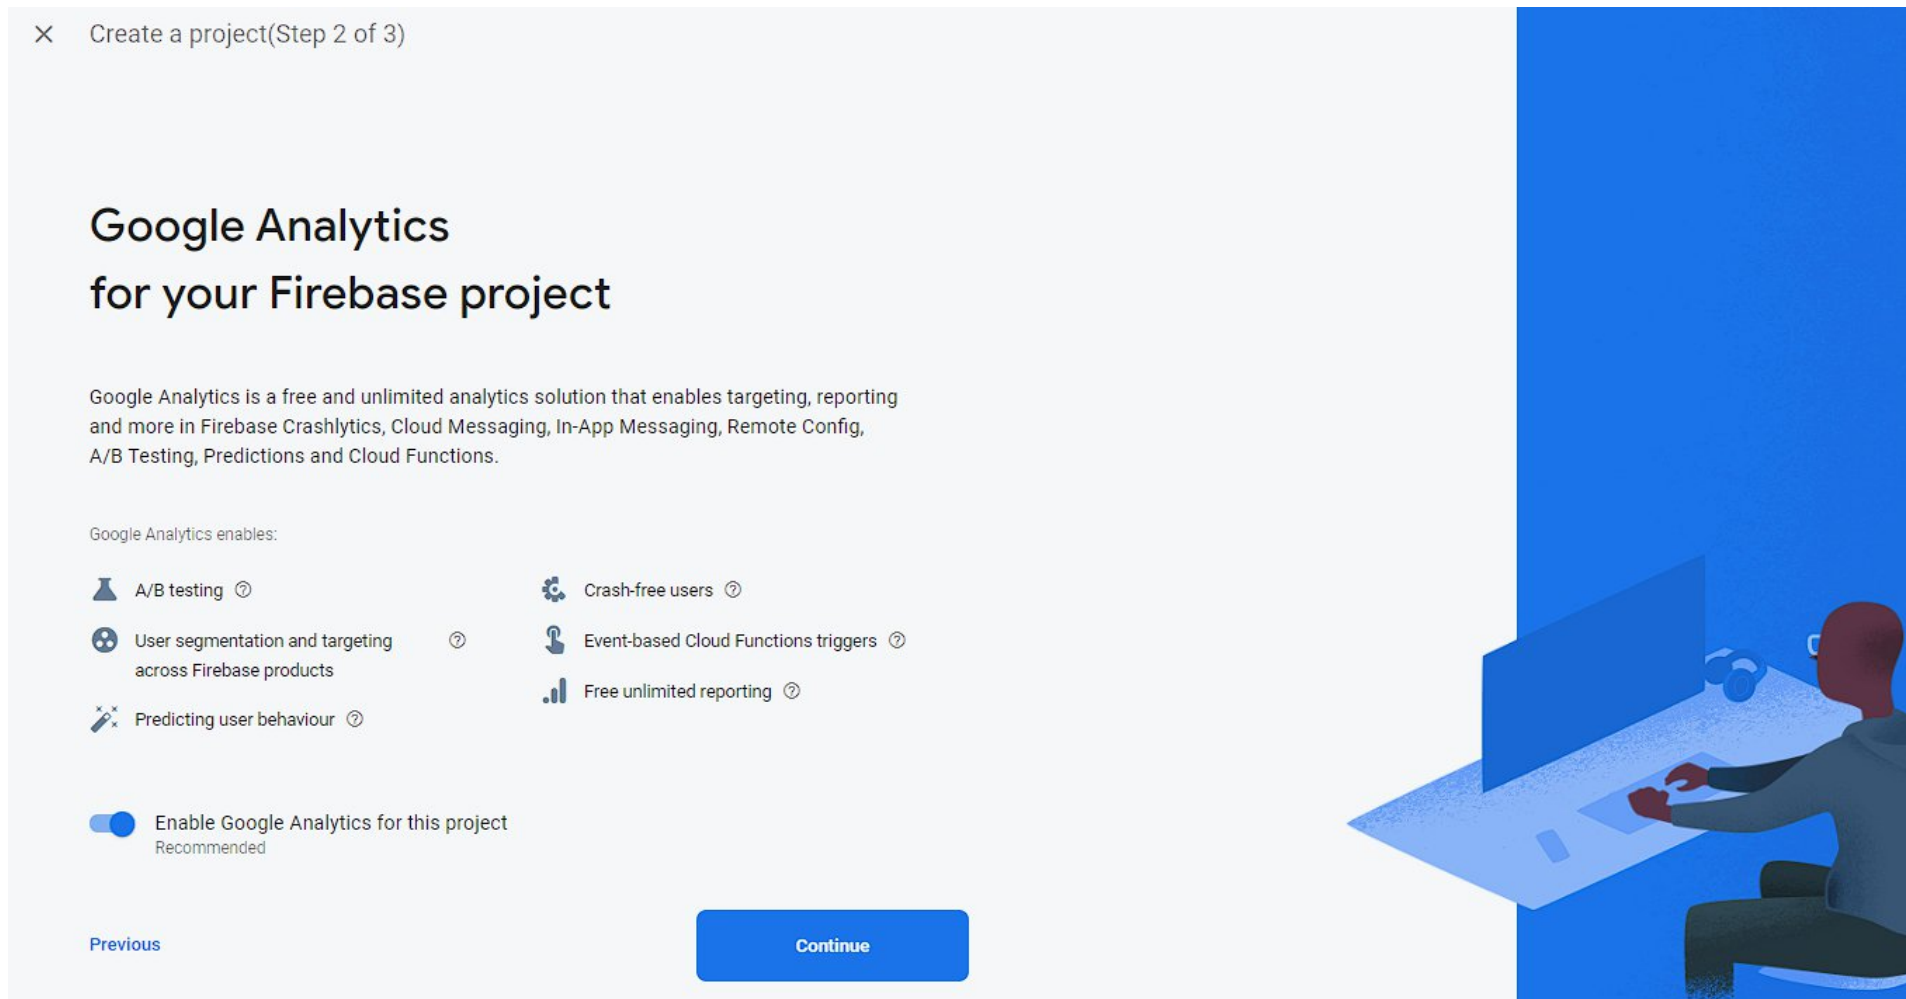 Create a project(Step 2 of 3)
Google Analytics
for your Firebase project
Google Analytics is a free and unlimited analytics solution that enables targeting, reporting
and more in Firebase Crashlytics, Cloud Messaging, In-App Messaging, Remote Config,
A/B Testing, Predictions and Cloud Functions.
Google Analytics enables:
A/B testing
User segmentation and targeting
across Firebase products
Predicting user behaviour
Crash-free users
Event-based Cloud Functions triggers
Free unlimited reporting
Enable Google Analytics for this project
Recommended
Previous
Continue